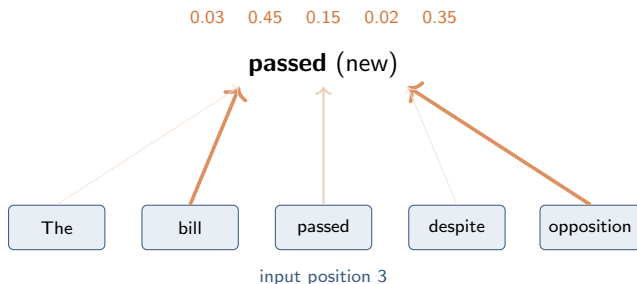 0.03 0.45 0.15 0.02 0.35
passed (new)
The bill passed despite opposition
input position 3